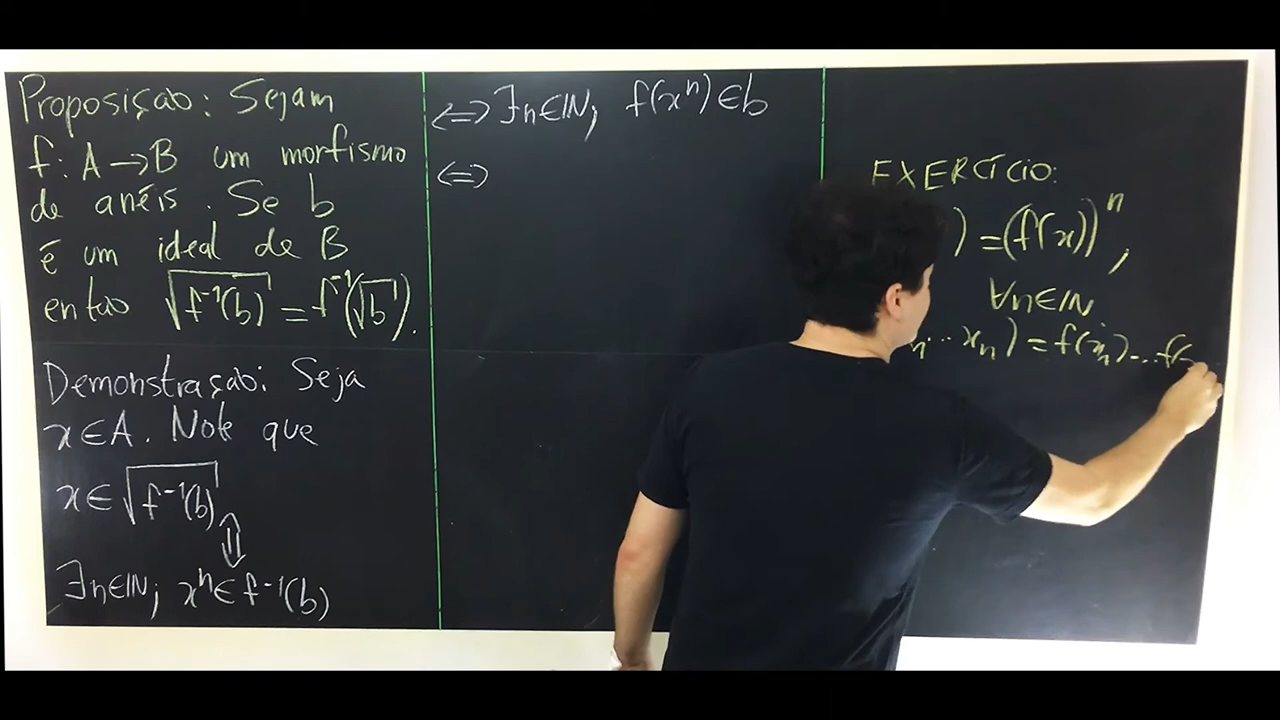 Proposição: Sejam
f: A → B um morfismo
de anéis. Se b
é um ideal de B
então √(f⁻¹(b)) = f⁻¹(√b).
Demonstração: Seja
x ∈ A. Note que
x ∈ √(f⁻¹(b))
⇕
∃n∈ℕ; xⁿ ∈ f⁻¹(b)
⇔ ∃n∈ℕ; f(xⁿ) ∈ b
⇔
EXERCÍCIO:
) = (f(x))ⁿ,
∀n∈ℕ
⋯ xₙ) = f(